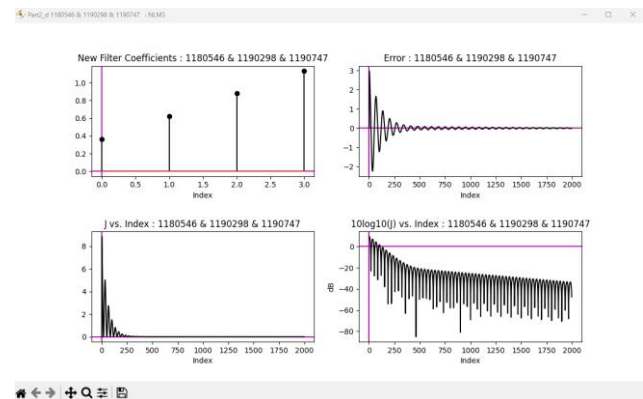 Part2_d 1180546 & 1190298 & 1190747 : NLMS
New Filter Coefficients : 1180546 & 1190298 & 1190747
1.0
0.8
0.6
0.4
0.2
0.0
0.0 0.5 1.0 1.5 2.0 2.5 3.0
Index
Error : 1180546 & 1190298 & 1190747
3
2
1
0
−1
−2
0 250 500 750 1000 1250 1500 1750 2000
Index
J vs. Index : 1180546 & 1190298 & 1190747
8
6
4
2
0
0 250 500 750 1000 1250 1500 1750 2000
Index
10log10(J) vs. Index : 1180546 & 1190298 & 1190747
dB
0
−20
−40
−60
−80
0 250 500 750 1000 1250 1500 1750 2000
Index